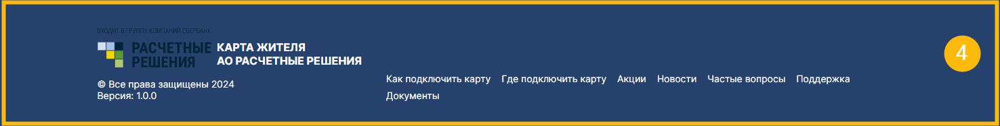 ВХОДИТ В ГРУППУ КОМПАНИЙ СБЕРБАНК
РАСЧЕТНЫЕ
РЕШЕНИЯ
КАРТА ЖИТЕЛЯ
АО РАСЧЕТНЫЕ РЕШЕНИЯ
© Все права защищены 2024
Версия: 1.0.0
Как подключить карту Где подключить карту Акции Новости Частые вопросы Поддержка
Документы
4